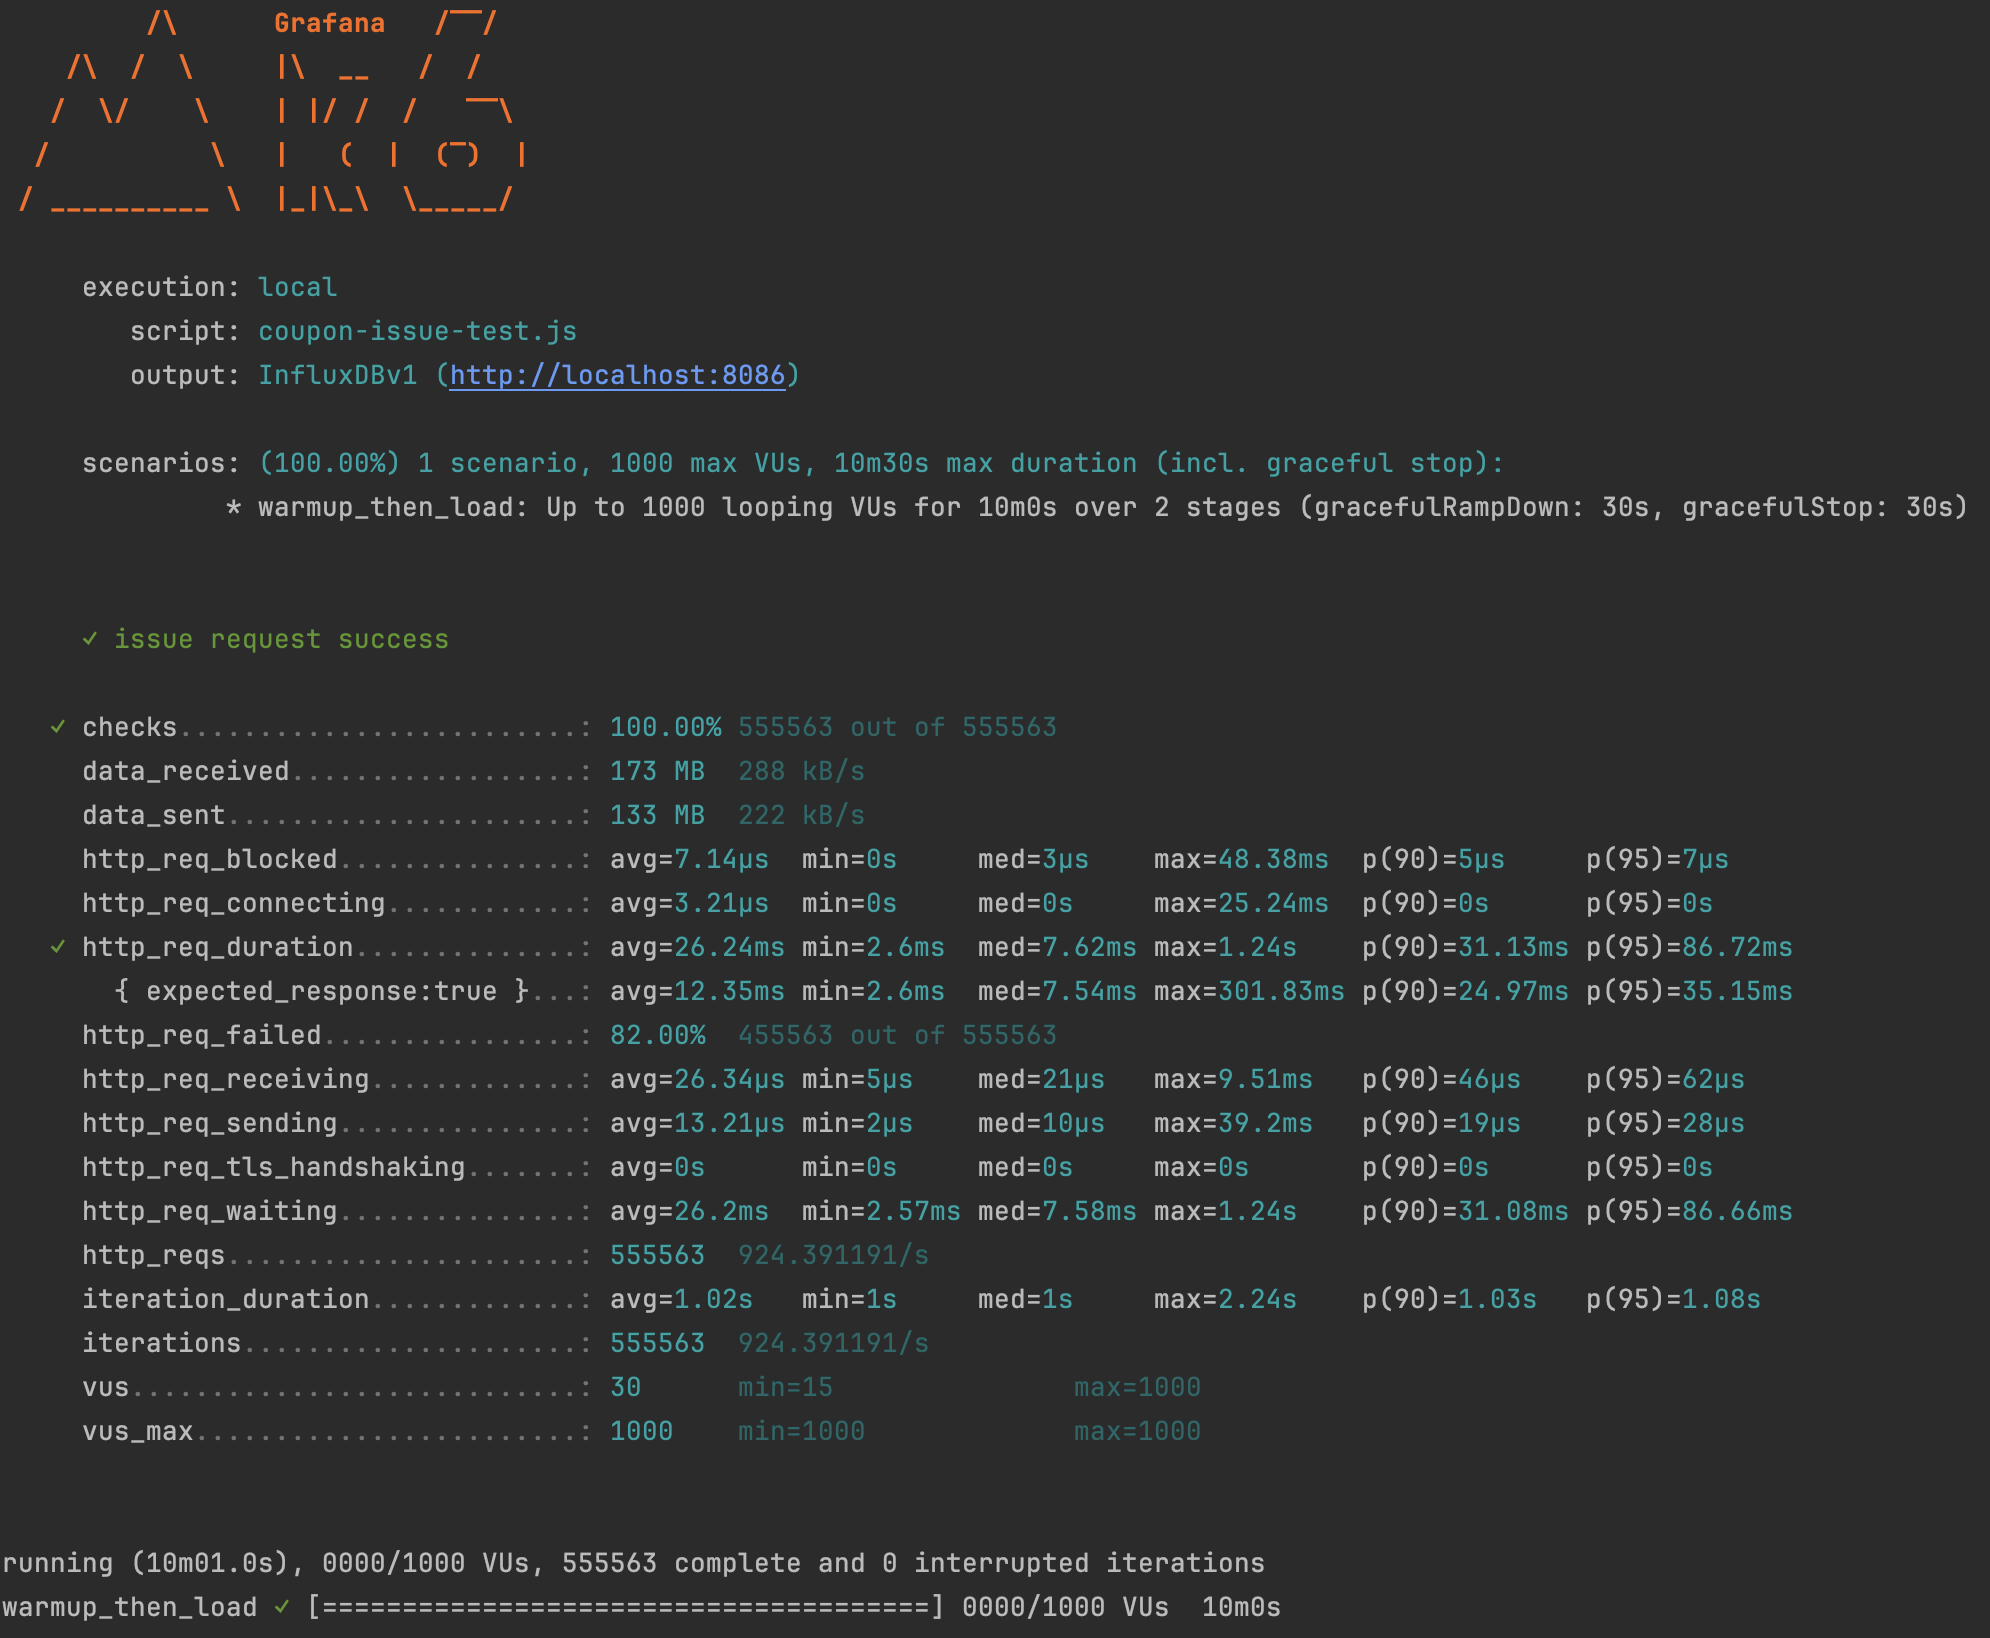 /\      Grafana   /‾‾/
    /\  /  \     |\  __   /  /
   /  \/    \    | |/ /  /   ‾‾\
  /          \   |   (  |  (‾)  |
 / __________ \  |_|\_\  \_____/

     execution: local
        script: coupon-issue-test.js
        output: InfluxDBv1 (http://localhost:8086)

     scenarios: (100.00%) 1 scenario, 1000 max VUs, 10m30s max duration (incl. graceful stop):
              * warmup_then_load: Up to 1000 looping VUs for 10m0s over 2 stages (gracefulRampDown: 30s, gracefulStop: 30s)

     ✓ issue request success

   ✓ checks.........................: 100.00% 555563 out of 555563
     data_received..................: 173 MB  288 kB/s
     data_sent......................: 133 MB  222 kB/s
     http_req_blocked...............: avg=7.14µs  min=0s     med=3µs    max=48.38ms  p(90)=5µs     p(95)=7µs
     http_req_connecting............: avg=3.21µs  min=0s     med=0s     max=25.24ms  p(90)=0s      p(95)=0s
   ✓ http_req_duration..............: avg=26.24ms min=2.6ms  med=7.62ms max=1.24s    p(90)=31.13ms p(95)=86.72ms
       { expected_response:true }...: avg=12.35ms min=2.6ms  med=7.54ms max=301.83ms p(90)=24.97ms p(95)=35.15ms
     http_req_failed................: 82.00%  455563 out of 555563
     http_req_receiving.............: avg=26.34µs min=5µs    med=21µs   max=9.51ms   p(90)=46µs    p(95)=62µs
     http_req_sending...............: avg=13.21µs min=2µs    med=10µs   max=39.2ms   p(90)=19µs    p(95)=28µs
     http_req_tls_handshaking.......: avg=0s      min=0s     med=0s     max=0s       p(90)=0s      p(95)=0s
     http_req_waiting...............: avg=26.2ms  min=2.57ms med=7.58ms max=1.24s    p(90)=31.08ms p(95)=86.66ms
     http_reqs......................: 555563  924.391191/s
     iteration_duration.............: avg=1.02s   min=1s     med=1s     max=2.24s    p(90)=1.03s   p(95)=1.08s
     iterations.....................: 555563  924.391191/s
     vus............................: 30      min=15               max=1000
     vus_max........................: 1000    min=1000             max=1000

running (10m01.0s), 0000/1000 VUs, 555563 complete and 0 interrupted iterations
warmup_then_load ✓ [======================================] 0000/1000 VUs  10m0s